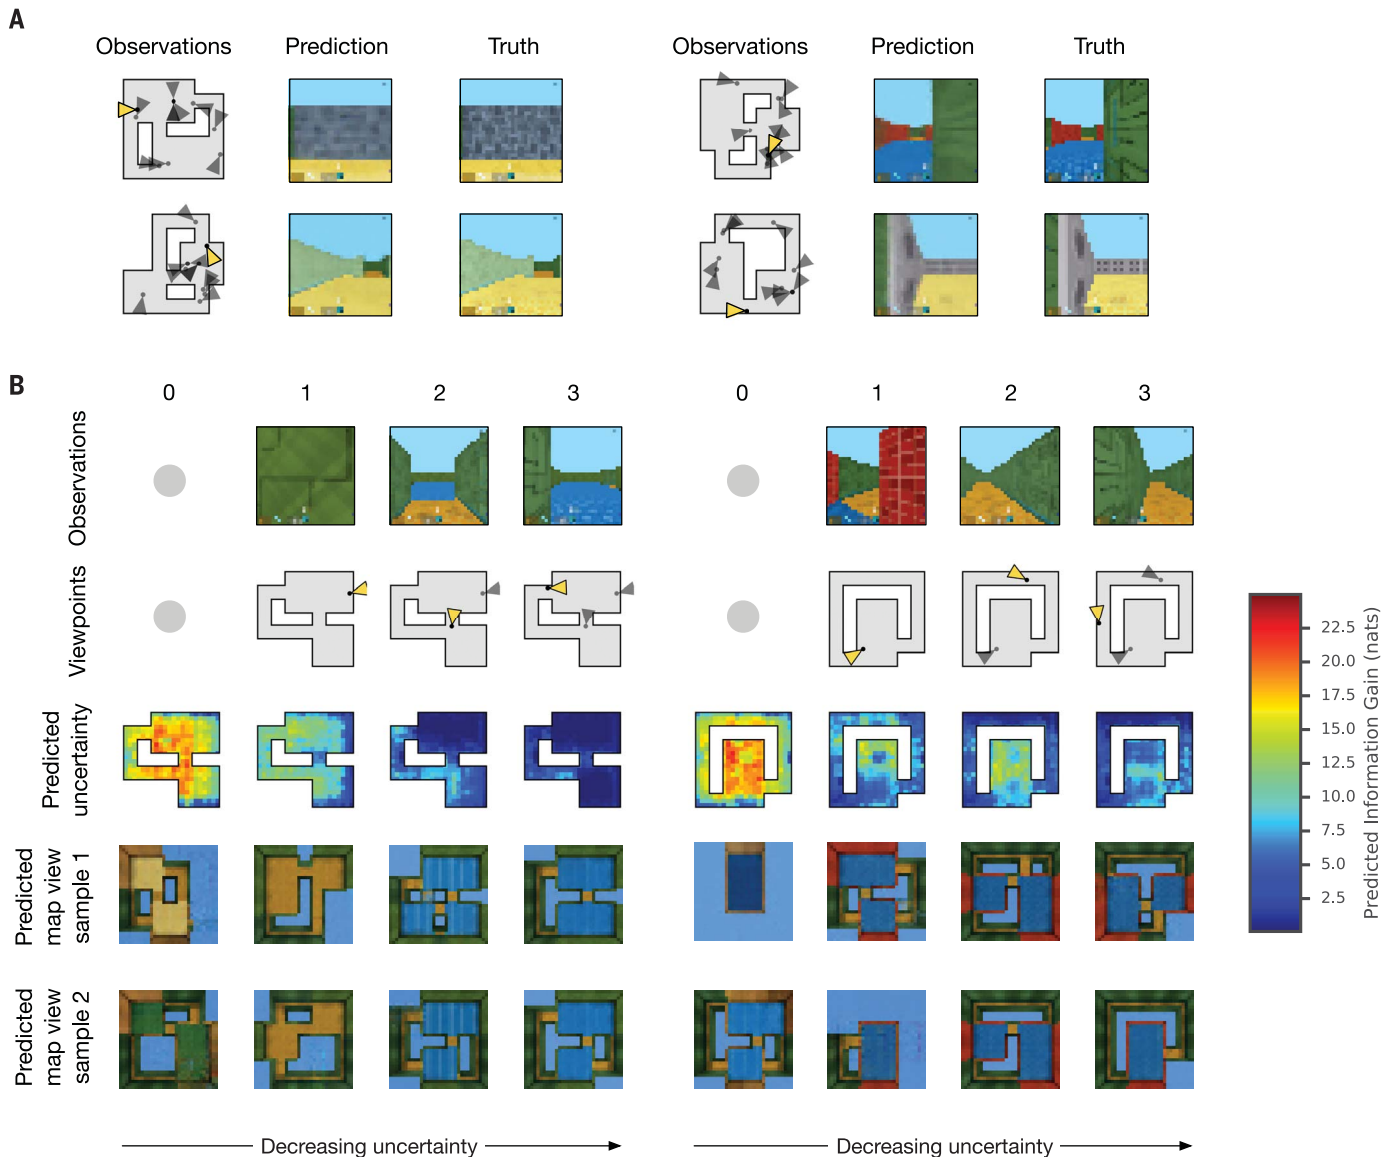 A
Observations Prediction Truth Observations Prediction Truth
B
0 1 2 3 0 1 2 3
Observations
Viewpoints
Predicted
uncertainty
Predicted
map view
sample 1
Predicted
map view
sample 2
22.5
20.0
17.5
15.0
12.5
10.0
7.5
5.0
2.5
Predicted Information Gain (nats)
Decreasing uncertainty Decreasing uncertainty